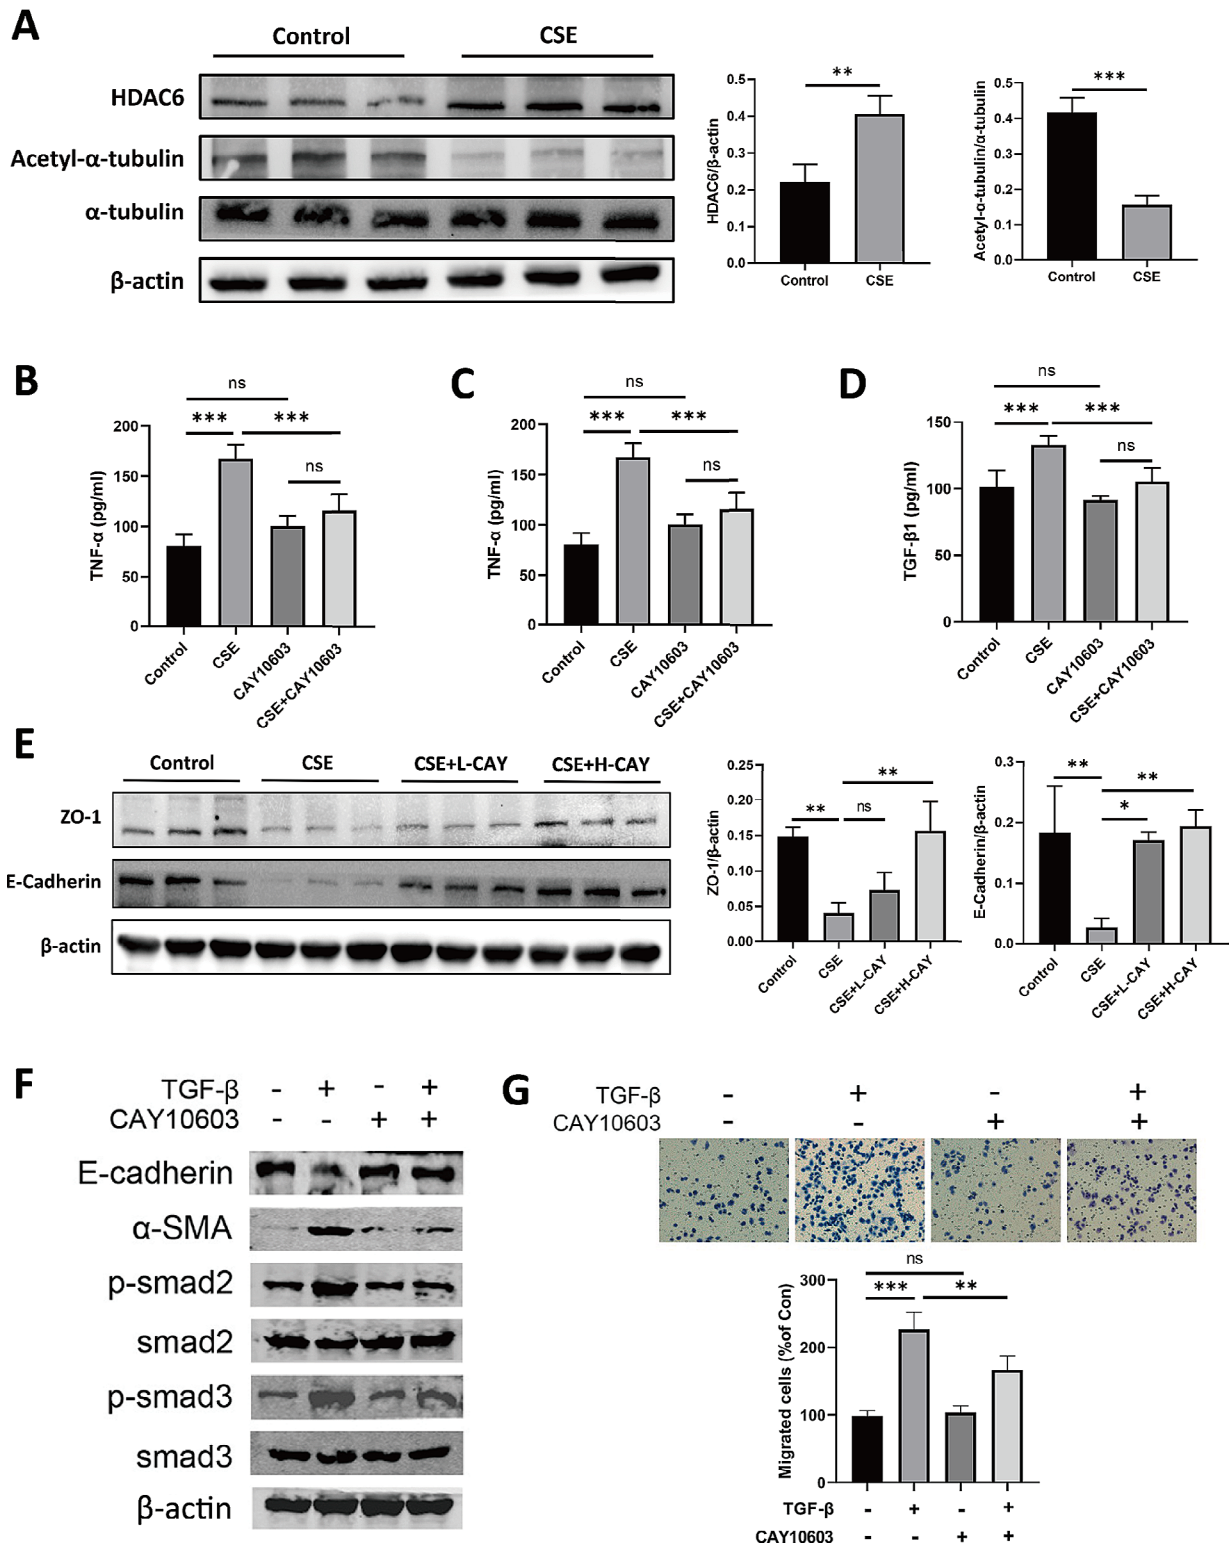 A
Control CSE
HDAC6
Acetyl-α-tubulin
α-tubulin
β-actin
HDAC6/β-actin
0.5
0.4
0.3
0.2
0.1
0.0
**
Control CSE
Acetyl-α-tubulin/α-tubulin
0.5
0.4
0.3
0.2
0.1
0.0
***
Control CSE
B
TNF-α (pg/ml)
200
150
100
50
0
ns
*** ***
ns
Control CSE CAY10603 CSE+CAY10603
C
TNF-α (pg/ml)
200
150
100
50
0
ns
*** ***
ns
Control CSE CAY10603 CSE+CAY10603
D
TGF-β1 (pg/ml)
150
100
50
0
ns
*** ***
ns
Control CSE CAY10603 CSE+CAY10603
E
Control CSE CSE+L-CAY CSE+H-CAY
ZO-1
E-Cadherin
β-actin
ZO-1/β-actin
0.25
0.20
0.15
0.10
0.05
0.00
**
** ns
Control CSE CSE+L-CAY CSE+H-CAY
E-Cadherin/β-actin
0.3
0.2
0.1
0.0
** **
*
Control CSE CSE+L-CAY CSE+H-CAY
F
TGF-β - + - +
CAY10603 - - + +
E-cadherin
α-SMA
p-smad2
smad2
p-smad3
smad3
β-actin
G
TGF-β - + - +
CAY10603 - - + +
Migrated cells (%of Con)
300
200
100
0
ns
*** **
TGF-β - + - +
CAY10603 - - + +